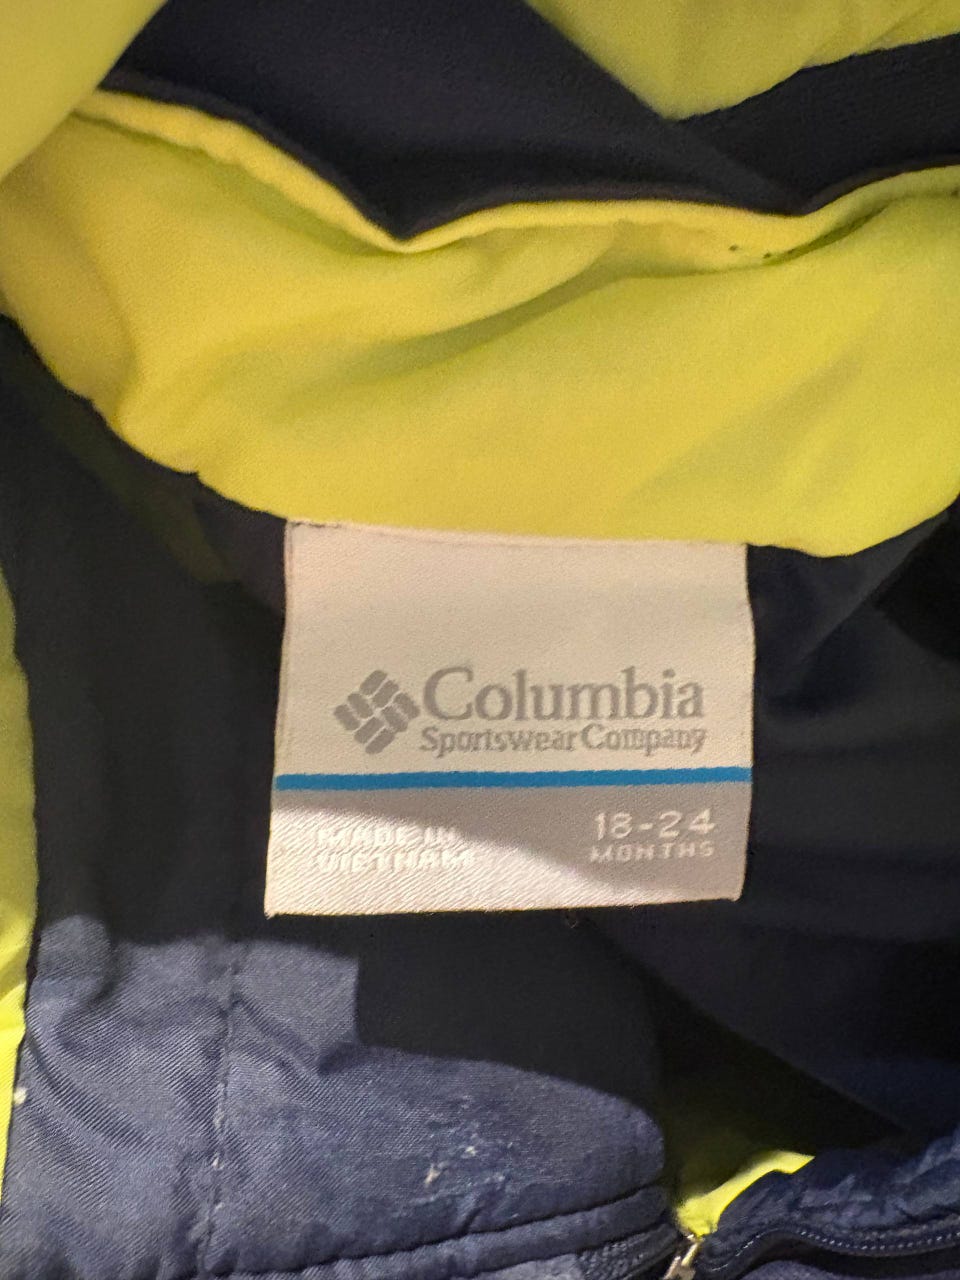 Columbia
Sportswear Company
MADE IN
VIETNAM
18-24
MONTHS